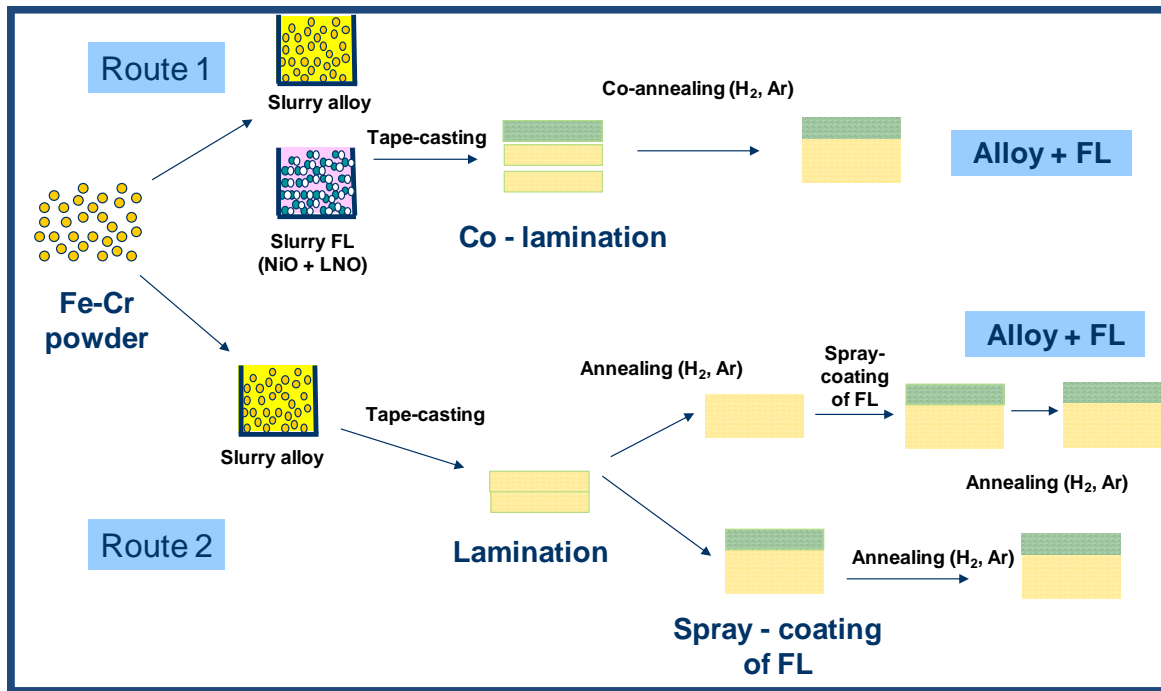 Route 1
Slurry alloy
Co-annealing (H₂, Ar)
Tape-casting
Alloy + FL
Co - lamination
Slurry FL
(NiO + LNO)
Fe-Cr
powder
Alloy + FL
Annealing (H₂, Ar)
Spray-
coating
of FL
Tape-casting
Slurry alloy
Annealing (H₂, Ar)
Route 2
Lamination
Annealing (H₂, Ar)
Spray - coating
of FL